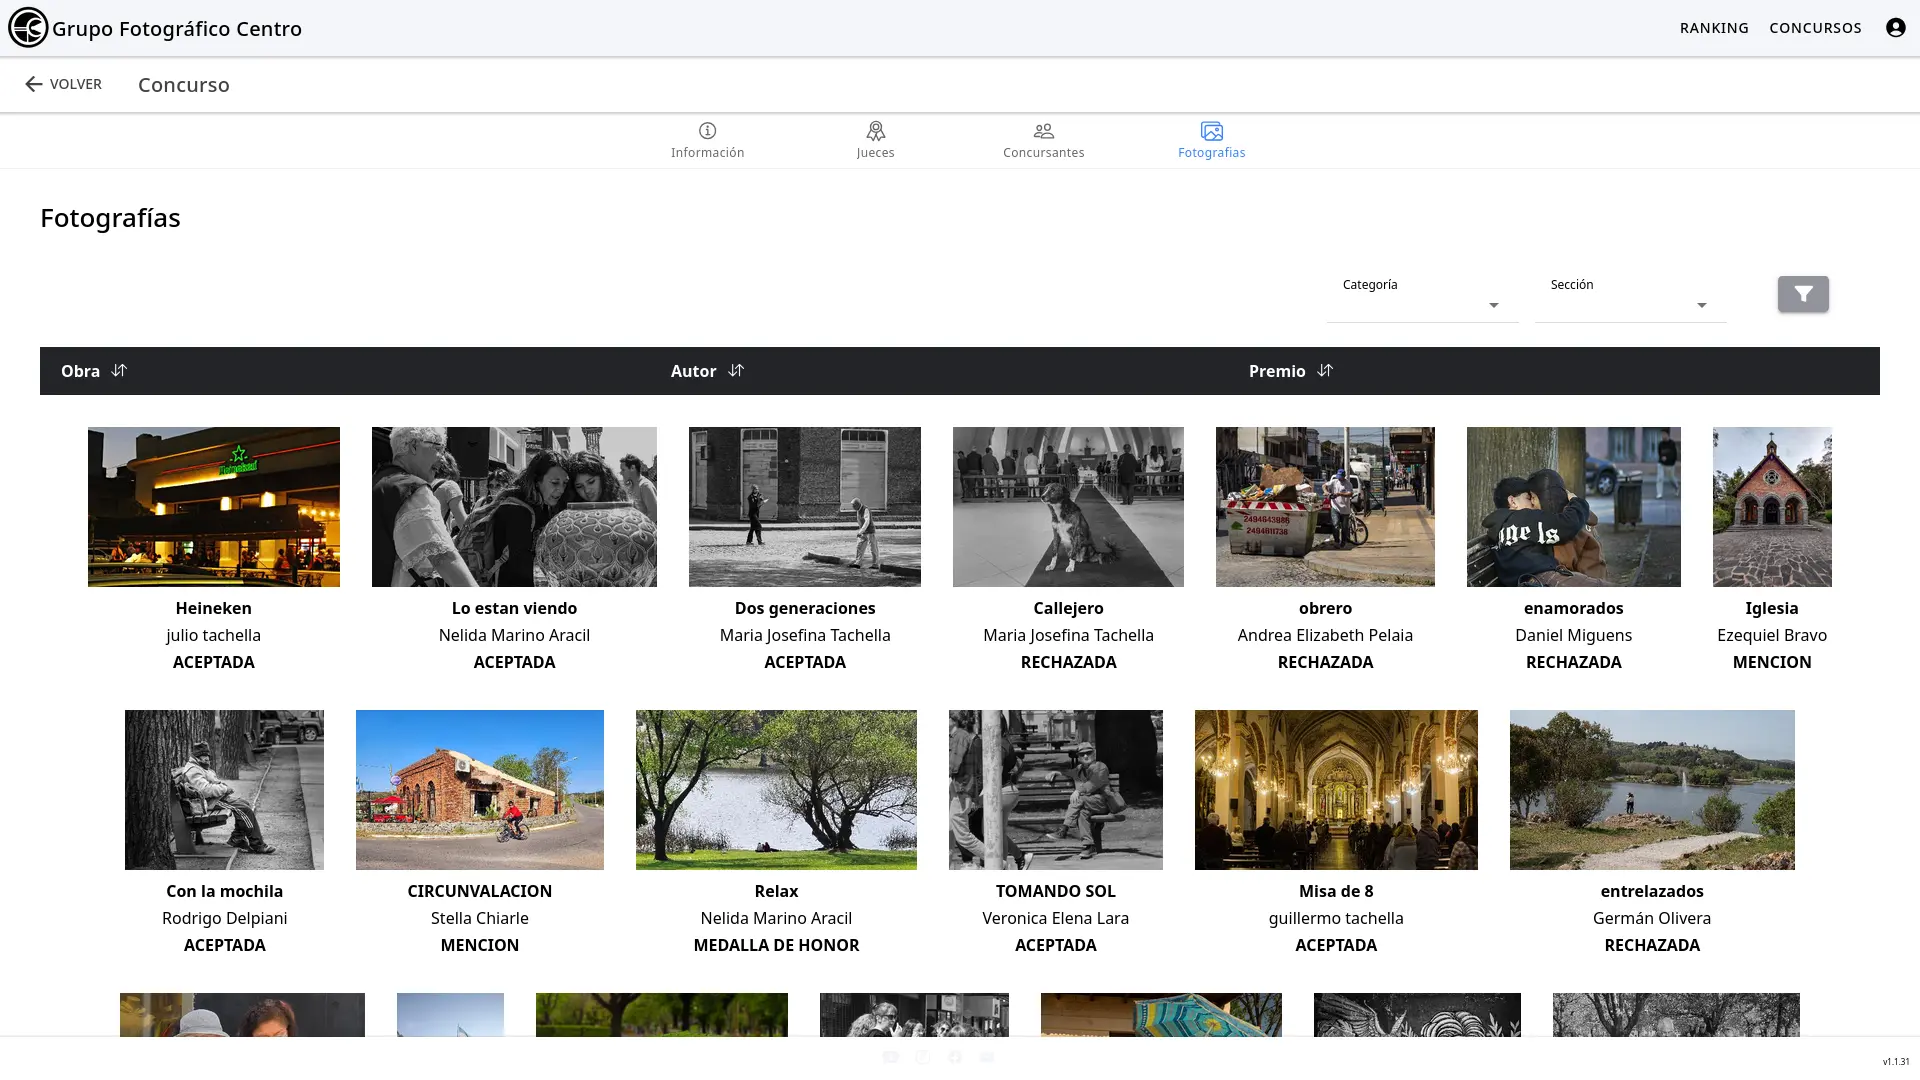 Grupo Fotográfico Centro
RANKING
CONCURSOS
VOLVER
Concurso
Información
Jueces
Concursantes
Fotografias
Fotografías
Categoría
Sección
Obra
Autor
Premio
Heineken
julio tachella
ACEPTADA
Lo estan viendo
Nelida Marino Aracil
ACEPTADA
Dos generaciones
Maria Josefina Tachella
ACEPTADA
Callejero
Maria Josefina Tachella
RECHAZADA
2494643986
2494611738
obrero
Andrea Elizabeth Pelaia
RECHAZADA
enamorados
Daniel Miguens
RECHAZADA
Iglesia
Ezequiel Bravo
MENCION
Con la mochila
Rodrigo Delpiani
ACEPTADA
CIRCUNVALACION
Stella Chiarle
MENCION
Relax
Nelida Marino Aracil
MEDALLA DE HONOR
TOMANDO SOL
Veronica Elena Lara
ACEPTADA
Misa de 8
guillermo tachella
ACEPTADA
entrelazados
Germán Olivera
RECHAZADA
v1.1.31